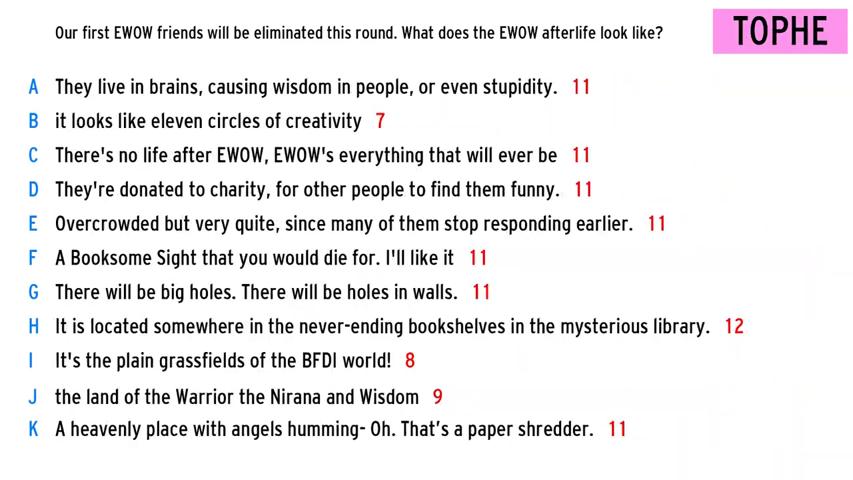 Our first EWOW friends will be eliminated this round. What does the EWOW afterlife look like?
TOPHE
A They live in brains, causing wisdom in people, or even stupidity. 11
B it looks like eleven circles of creativity 7
C There's no life after EWOW, EWOW's everything that will ever be 11
D They're donated to charity, for other people to find them funny. 11
E Overcrowded but very quite, since many of them stop responding earlier. 11
F A Booksome Sight that you would die for. I'll like it 11
G There will be big holes. There will be holes in walls. 11
H It is located somewhere in the never-ending bookshelves in the mysterious library. 12
I It's the plain grassfields of the BFDI world! 8
J the land of the Warrior the Nirana and Wisdom 9
K A heavenly place with angels humming- Oh. That’s a paper shredder. 11